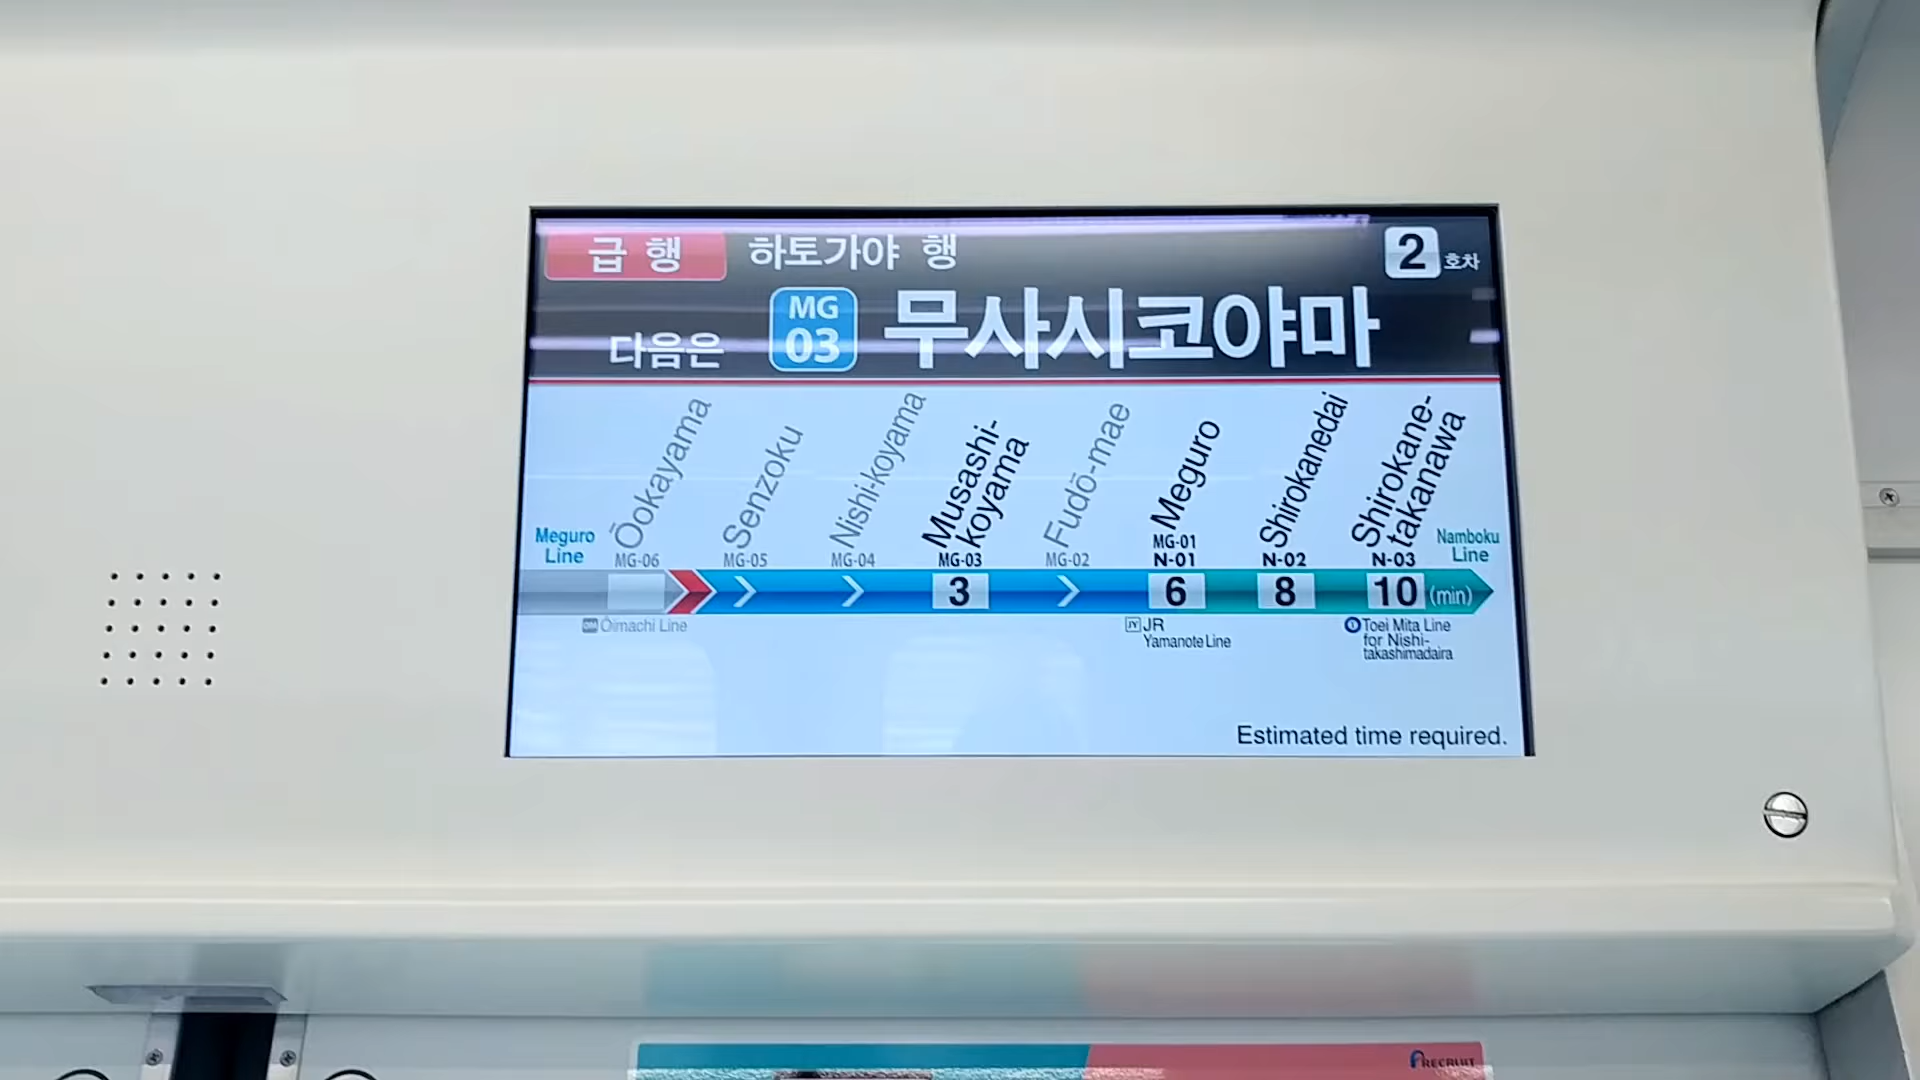 급 행 하토가야 행 2 호차
다음은 MG 03 무사시코야마
Meguro Line
Ōokayama
Senzoku
Nishi-koyama
Musashi-
koyama
Fudō-mae
Meguro
Shirokanedai
Shirokane-
takanawa
Namboku Line
MG-06 MG-05 MG-04 MG-03 MG-02 MG-01 N-01 N-02 N-03
3 6 8 10 (min)
OM Ōimachi Line
JY JR
Yamanote Line
I Toei Mita Line
for Nishi-
takashimadaira
Estimated time required.
RECRUIT